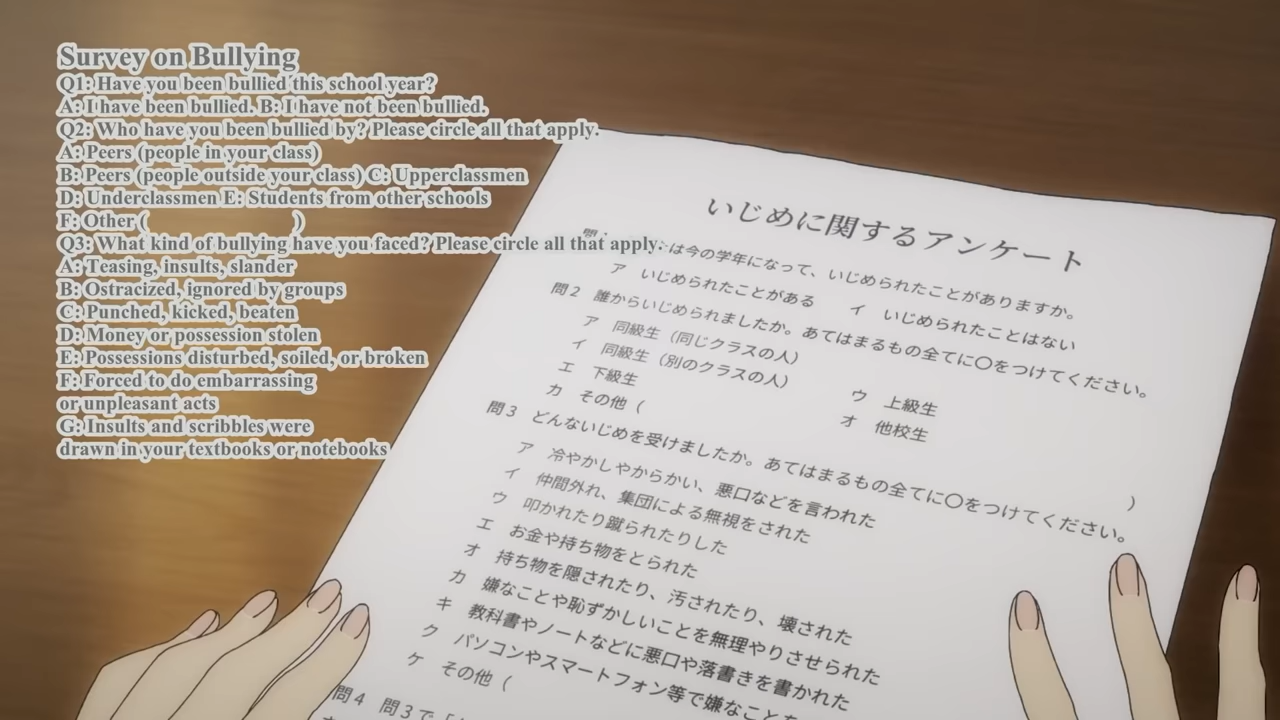 Survey on Bullying
Q1: Have you been bullied this school year?
A: I have been bullied. B: I have not been bullied.
Q2: Who have you been bullied by? Please circle all that apply.
A: Peers (people in your class)
B: Peers (people outside your class) C: Upperclassmen
D: Underclassmen E: Students from other schools
F: Other ( )
Q3: What kind of bullying have you faced? Please circle all that apply.
A: Teasing, insults, slander
B: Ostracized, ignored by groups
C: Punched, kicked, beaten
D: Money or possession stolen
E: Possessions disturbed, soiled, or broken
F: Forced to do embarrassing
or unpleasant acts
G: Insults and scribbles were
drawn in your textbooks or notebooks
いじめに関するアンケート
は今の学年になって、いじめられたことがありますか。
ア いじめられたことがある イ いじめられたことはない
問2 誰からいじめられましたか。あてはまるもの全てに〇をつけてください。
ア 同級生（同じクラスの人）
イ 同級生（別のクラスの人） ウ 上級生
エ 下級生 オ 他校生
カ その他（ ）
問3 どんないじめを受けましたか。あてはまるもの全てに〇をつけてください。
ア 冷やかしやからかい、悪口などを言われた
イ 仲間外れ、集団による無視をされた
ウ 叩かれたり蹴られたりした
エ お金や持ち物をとられた
オ 持ち物を隠されたり、汚されたり、壊された
カ 嫌なことや恥ずかしいことを無理やりさせられた
キ 教科書やノートなどに悪口や落書きを書かれた
ク パソコンやスマートフォン等で嫌なことを
ケ その他（
問4 問3で「